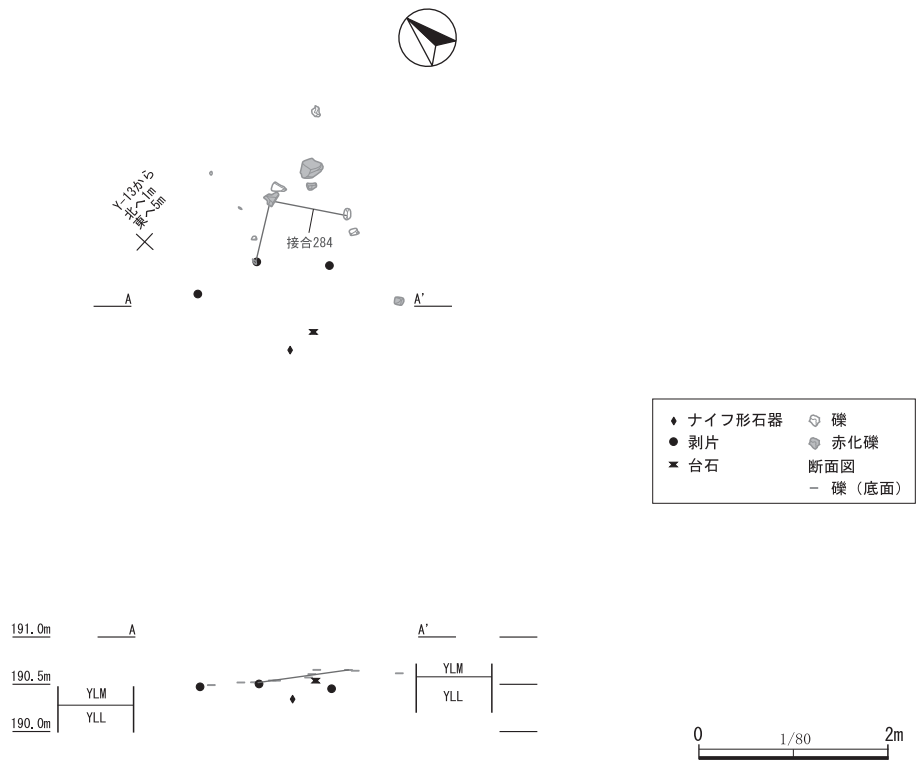 Y-13から
北へ1m
東へ5m
接合284
A
A'
ナイフ形石器
剥片
台石
礫
赤化礫
断面図
礫（底面）
191.0m
A
A'
190.5m
YLM
YLL
190.0m
YLM
YLL
0
1/80
2m